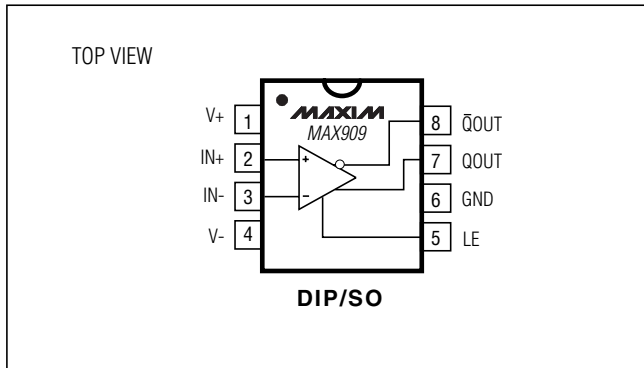 TOP VIEW
MAXIM
MAX909
V+ 1
IN+ 2
IN- 3
V- 4
8 Q̅OUT
7 QOUT
6 GND
5 LE
+
-
DIP/SO